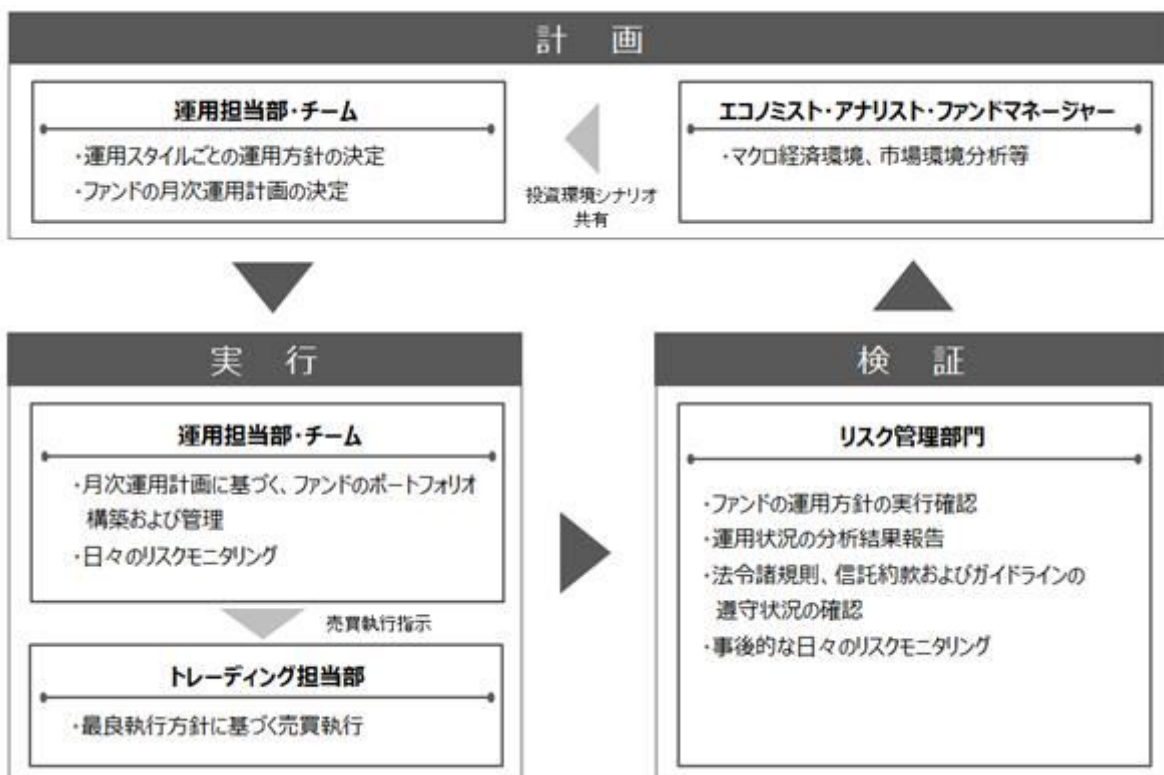 計 画
運用担当部・チーム
・運用スタイルごとの運用方針の決定
・ファンドの月次運用計画の決定
投資環境シナリオ
共有
エコノミスト・アナリスト・ファンドマネージャー
・マクロ経済環境、市場環境分析等
実 行
運用担当部・チーム
・月次運用計画に基づく、ファンドのポートフォリオ
構築および管理
・日々のリスクモニタリング
売買執行指示
トレーディング担当部
・最良執行方針に基づく売買執行
検 証
リスク管理部門
・ファンドの運用方針の実行確認
・運用状況の分析結果報告
・法令諸規則、信託約款およびガイドラインの
遵守状況の確認
・事後的な日々のリスクモニタリング